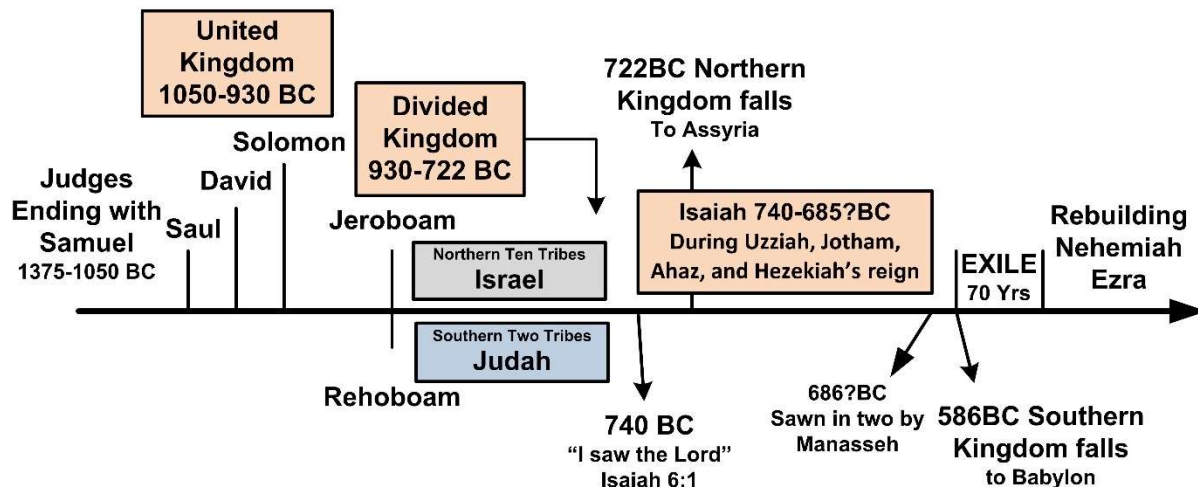 United
Kingdom
1050-930 BC
Divided
Kingdom
930-722 BC
722BC Northern
Kingdom falls
To Assyria
Judges
Ending with
Samuel
1375-1050 BC
Saul
David
Solomon
Jeroboam
Rehoboam
Northern Ten Tribes
Israel
Southern Two Tribes
Judah
Isaiah 740-685?BC
During Uzziah, Jotham,
Ahaz, and Hezekiah's reign
EXILE
70 Yrs
Rebuilding
Nehemiah
Ezra
740 BC
“I saw the Lord”
Isaiah 6:1
686?BC
Sawn in two by
Manasseh
586BC Southern
Kingdom falls
to Babylon